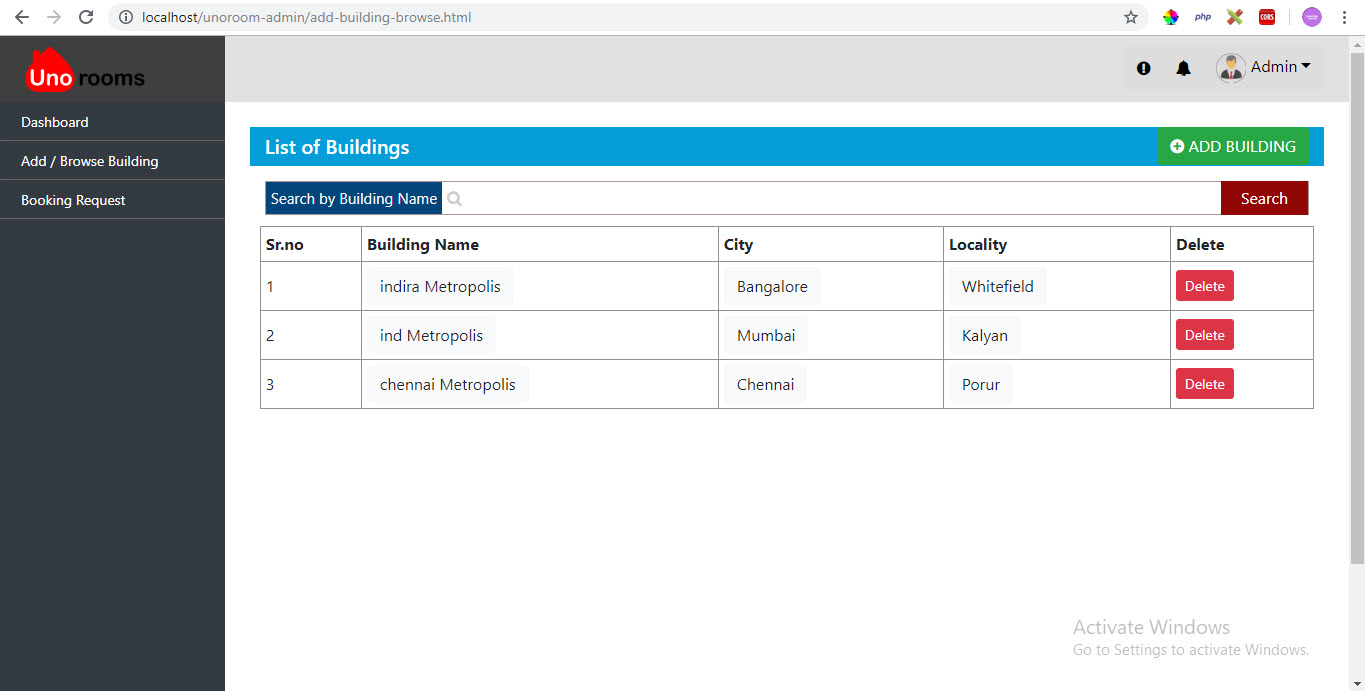 localhost/unoroom-admin/add-building-browse.html
php
CORS
Uno rooms
Admin
Dashboard
Add / Browse Building
Booking Request
List of Buildings
ADD BUILDING
Search by Building Name
Search
Sr.no Building Name City Locality Delete
1 indira Metropolis Bangalore Whitefield Delete
2 ind Metropolis Mumbai Kalyan Delete
3 chennai Metropolis Chennai Porur Delete
Activate Windows
Go to Settings to activate Windows.